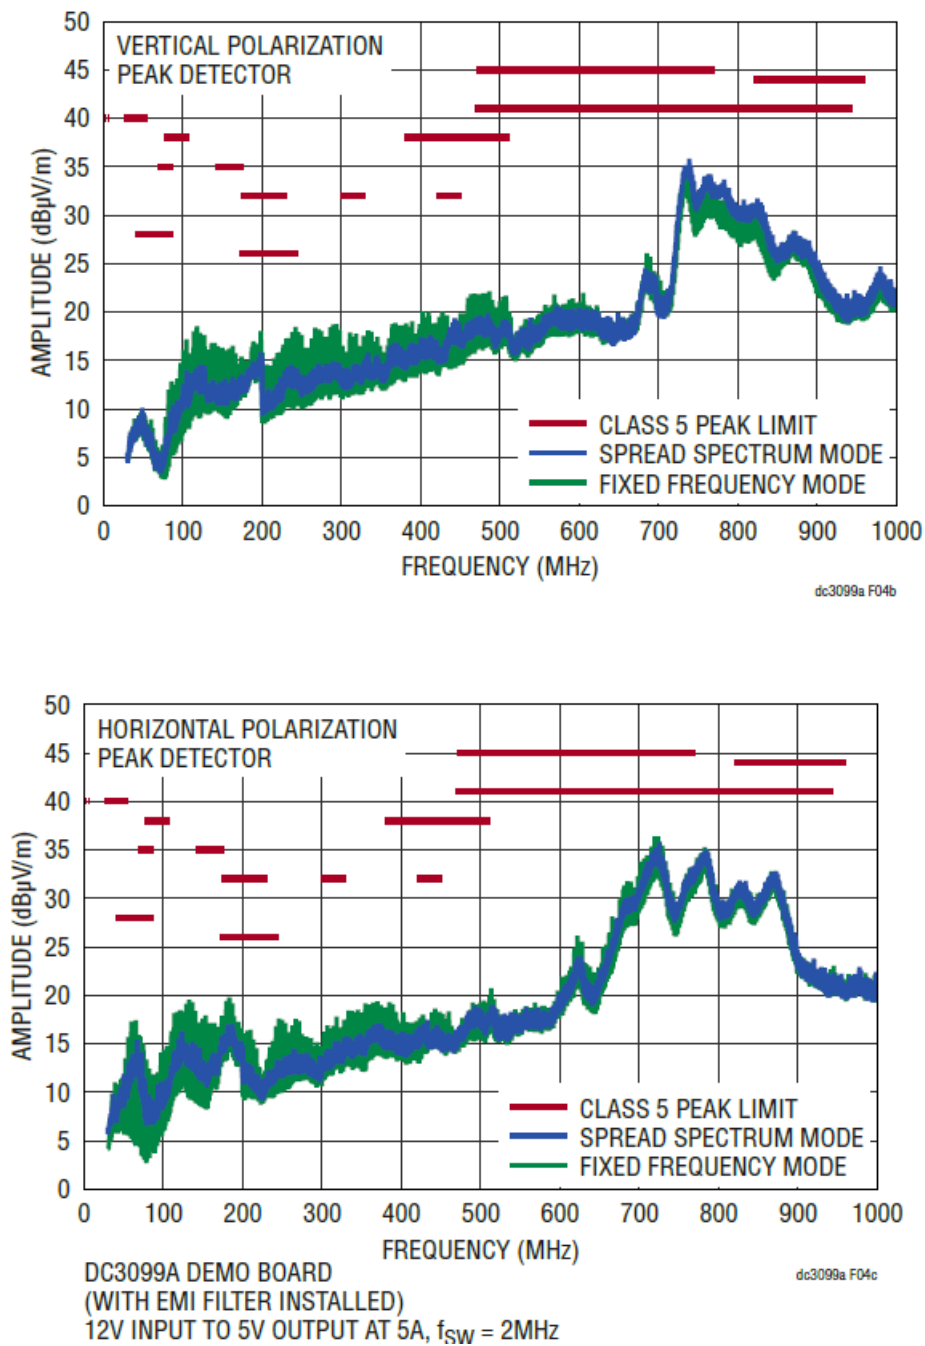 50
45
40
35
30
25
20
15
10
5
0
AMPLITUDE (dBµV/m)
VERTICAL POLARIZATION
PEAK DETECTOR
CLASS 5 PEAK LIMIT
SPREAD SPECTRUM MODE
FIXED FREQUENCY MODE
0 100 200 300 400 500 600 700 800 900 1000
FREQUENCY (MHz)
dc3099a F04b
50
45
40
35
30
25
20
15
10
5
0
AMPLITUDE (dBµV/m)
HORIZONTAL POLARIZATION
PEAK DETECTOR
CLASS 5 PEAK LIMIT
SPREAD SPECTRUM MODE
FIXED FREQUENCY MODE
0 100 200 300 400 500 600 700 800 900 1000
FREQUENCY (MHz)
dc3099a F04c
DC3099A DEMO BOARD
(WITH EMI FILTER INSTALLED)
12V INPUT TO 5V OUTPUT AT 5A, fSW = 2MHz